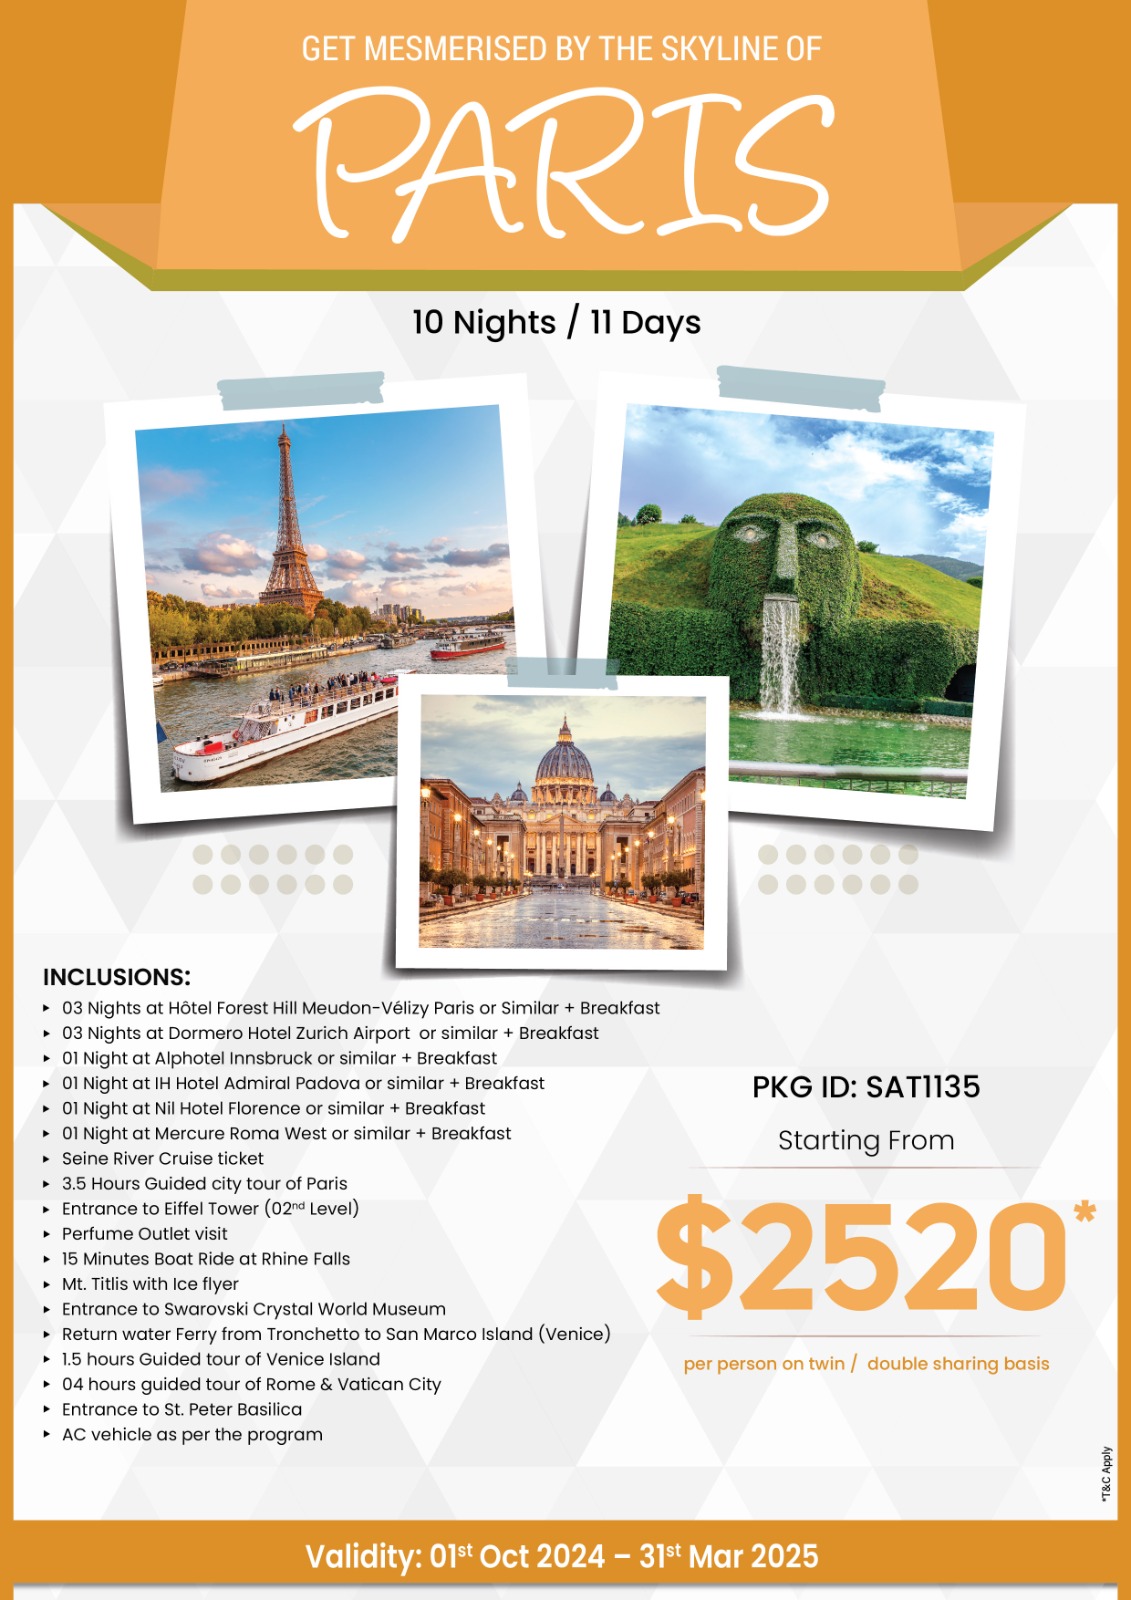 GET MESMERISED BY THE SKYLINE OF
PARIS
10 Nights / 11 Days
INCLUSIONS:
03 Nights at Hôtel Forest Hill Meudon-Vélizy Paris or Similar + Breakfast
03 Nights at Dormero Hotel Zurich Airport or similar + Breakfast
01 Night at Alphotel Innsbruck or similar + Breakfast
01 Night at IH Hotel Admiral Padova or similar + Breakfast
01 Night at Nil Hotel Florence or similar + Breakfast
01 Night at Mercure Roma West or similar + Breakfast
Seine River Cruise ticket
3.5 Hours Guided city tour of Paris
Entrance to Eiffel Tower (02nd Level)
Perfume Outlet visit
15 Minutes Boat Ride at Rhine Falls
Mt. Titlis with Ice flyer
Entrance to Swarovski Crystal World Museum
Return water Ferry from Tronchetto to San Marco Island (Venice)
1.5 hours Guided tour of Venice Island
04 hours guided tour of Rome & Vatican City
Entrance to St. Peter Basilica
AC vehicle as per the program
PKG ID: SAT1135
Starting From
$2520*
per person on twin / double sharing basis
*T&C Apply
Validity: 01st Oct 2024 – 31st Mar 2025